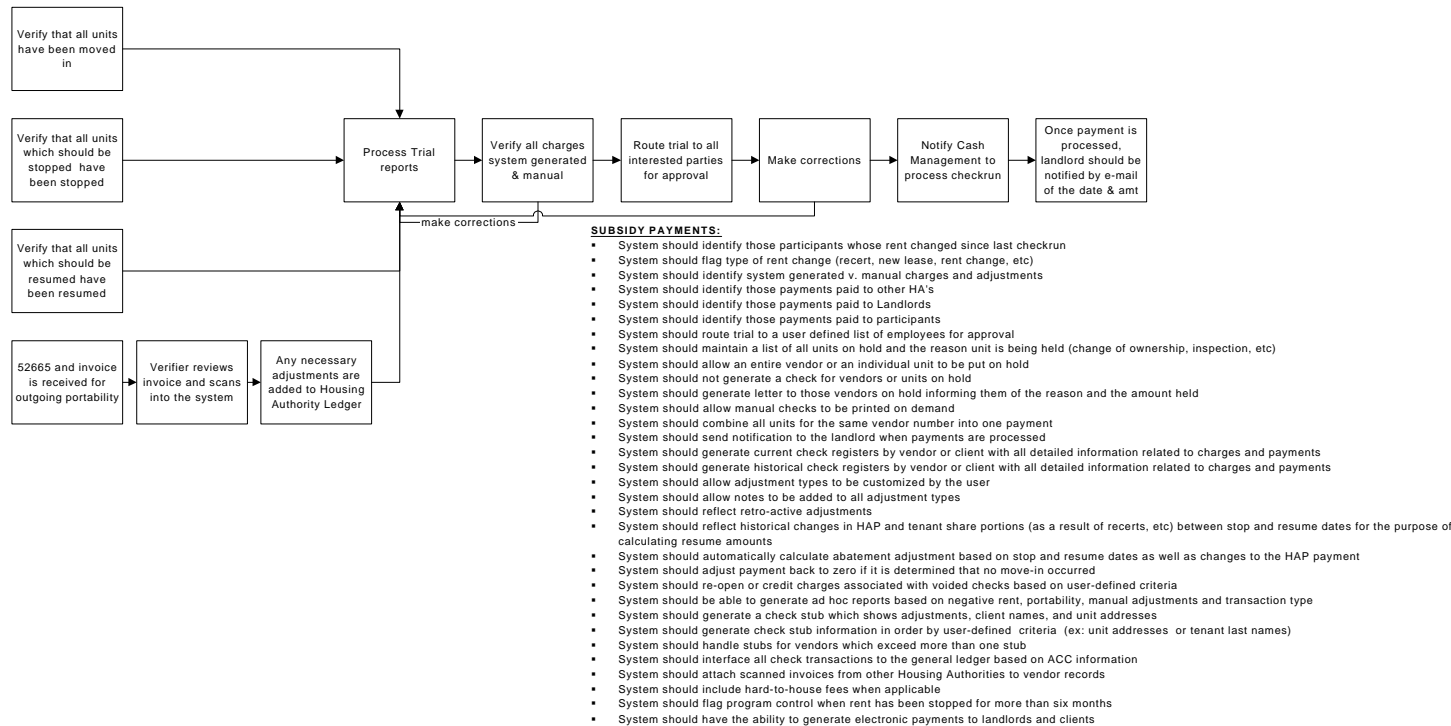 Verify that all units
have been moved
in
Verify that all units
which should be
stopped have
been stopped
Process Trial
reports
Verify all charges
system generated
& manual
Route trial to all
interested parties
for approval
Make corrections
Notify Cash
Management to
process checkrun
Once payment is
processed,
landlord should be
notified by e-mail
of the date & amt
make corrections
Verify that all units
which should be
resumed have
been resumed
52665 and invoice
is received for
outgoing portability
Verifier reviews
invoice and scans
into the system
Any necessary
adjustments are
added to Housing
Authority Ledger
SUBSIDY PAYMENTS:
▪ System should identify those participants whose rent changed since last checkrun
▪ System should flag type of rent change (recert, new lease, rent change, etc)
▪ System should identify system generated v. manual charges and adjustments
▪ System should identify those payments paid to other HA's
▪ System should identify those payments paid to Landlords
▪ System should identify those payments paid to participants
▪ System should route trial to a user defined list of employees for approval
▪ System should maintain a list of all units on hold and the reason unit is being held (change of ownership, inspection, etc)
▪ System should allow an entire vendor or an individual unit to be put on hold
▪ System should not generate a check for vendors or units on hold
▪ System should generate letter to those vendors on hold informing them of the reason and the amount held
▪ System should allow manual checks to be printed on demand
▪ System should combine all units for the same vendor number into one payment
▪ System should send notification to the landlord when payments are processed
▪ System should generate current check registers by vendor or client with all detailed information related to charges and payments
▪ System should generate historical check registers by vendor or client with all detailed information related to charges and payments
▪ System should allow adjustment types to be customized by the user
▪ System should allow notes to be added to all adjustment types
▪ System should reflect retro-active adjustments
▪ System should reflect historical changes in HAP and tenant share portions (as a result of recerts, etc) between stop and resume dates for the purpose of
calculating resume amounts
▪ System should automatically calculate abatement adjustment based on stop and resume dates as well as changes to the HAP payment
▪ System should adjust payment back to zero if it is determined that no move-in occurred
▪ System should re-open or credit charges associated with voided checks based on user-defined criteria
▪ System should be able to generate ad hoc reports based on negative rent, portability, manual adjustments and transaction type
▪ System should generate a check stub which shows adjustments, client names, and unit addresses
▪ System should generate check stub information in order by user-defined criteria (ex: unit addresses or tenant last names)
▪ System should handle stubs for vendors which exceed more than one stub
▪ System should interface all check transactions to the general ledger based on ACC information
▪ System should attach scanned invoices from other Housing Authorities to vendor records
▪ System should include hard-to-house fees when applicable
▪ System should flag program control when rent has been stopped for more than six months
▪ System should have the ability to generate electronic payments to landlords and clients